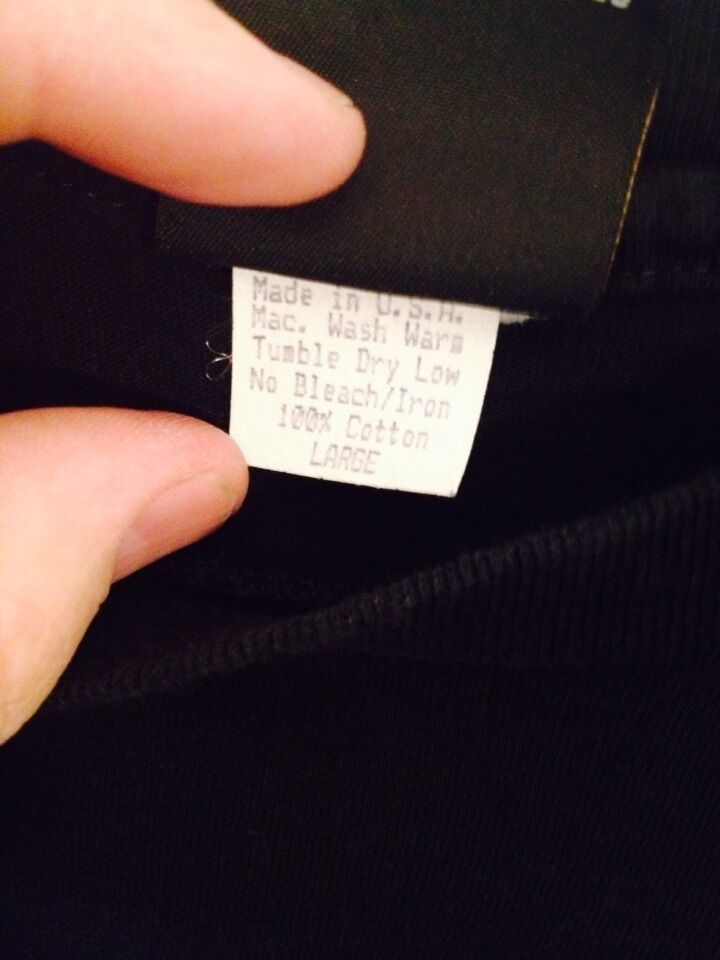 Made in U.S.A.
Mac. Wash Warm
Tumble Dry Low
No Bleach/Iron
100% Cotton
LARGE